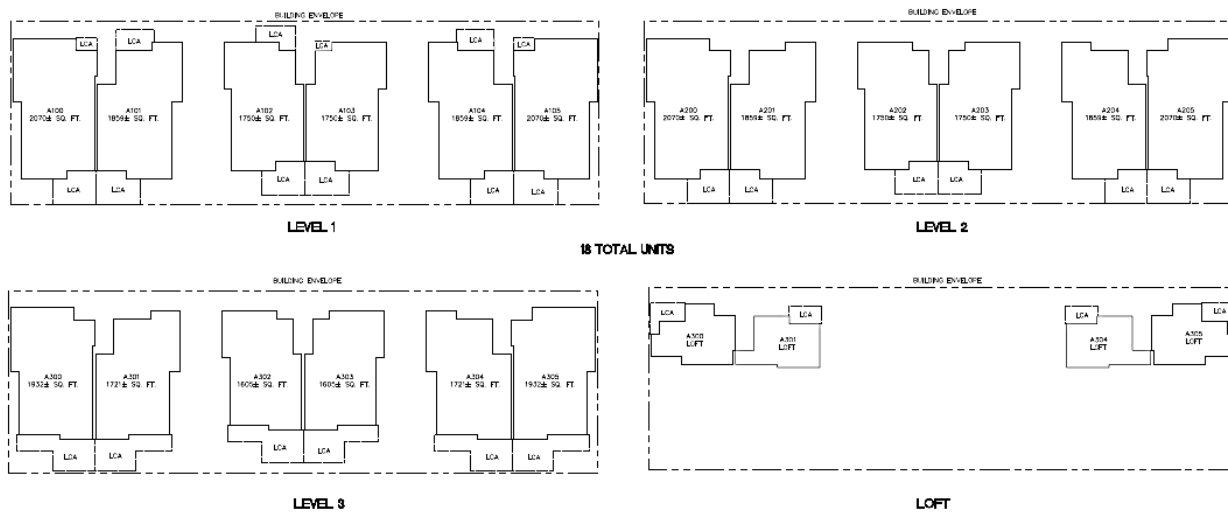 BUILDING ENVELOPE
LCA
LCA
LCA
LCA
LCA
LCA
A100
2070± SQ. FT.
A101
1859± SQ. FT.
A102
1750± SQ. FT.
A103
1750± SQ. FT.
A104
1859± SQ. FT.
A105
2070± SQ. FT.
LCA
LCA
LCA
LCA
LCA
LCA
LEVEL 1
BUILDING ENVELOPE
A200
2070± SQ. FT.
A201
1859± SQ. FT.
A202
1750± SQ. FT.
A203
1750± SQ. FT.
A204
1859± SQ. FT.
A205
2070± SQ. FT.
LCA
LCA
LCA
LCA
LCA
LCA
LEVEL 2
18 TOTAL UNITS
BUILDING ENVELOPE
A300
1932± SQ. FT.
A301
1721± SQ. FT.
A302
1605± SQ. FT.
A303
1605± SQ. FT.
A304
1721± SQ. FT.
A305
1932± SQ. FT.
LCA
LCA
LCA
LCA
LCA
LCA
LEVEL 3
BUILDING ENVELOPE
LCA
LCA
LCA
LCA
A300
LOFT
A301
LOFT
A304
LOFT
A305
LOFT
LOFT